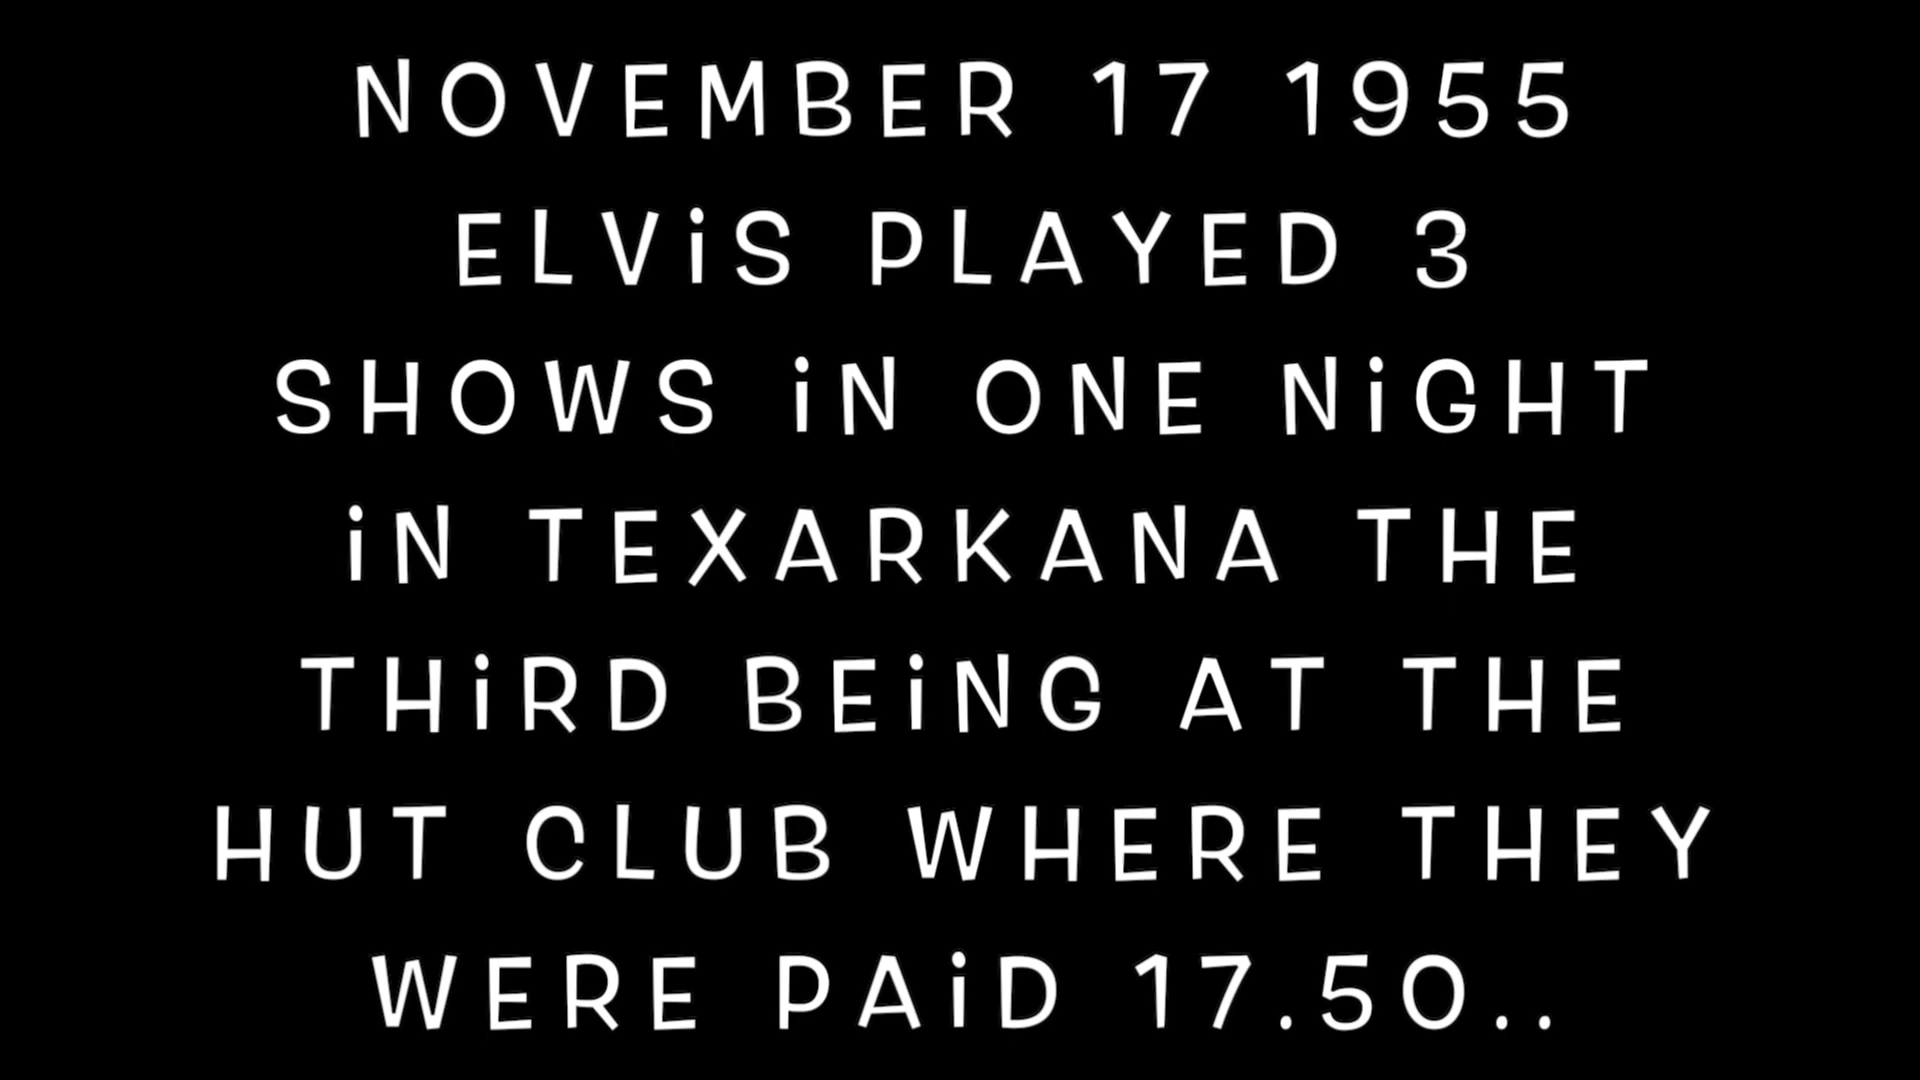 NOVEMBER 17 1955
ELViS PLAYED 3
SHOWS iN ONE NiGHT
iN TEXARKANA THE
THiRD BEiNG AT THE
HUT CLUB WHERE THEY
WERE PAiD 17.50..